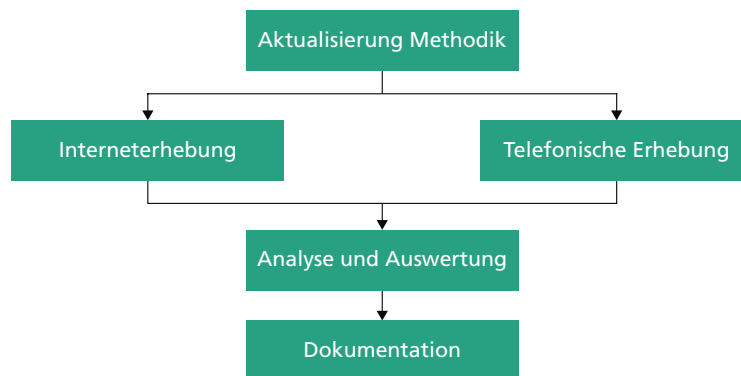 Aktualisierung Methodik
Interneterhebung
Telefonische Erhebung
Analyse und Auswertung
Dokumentation